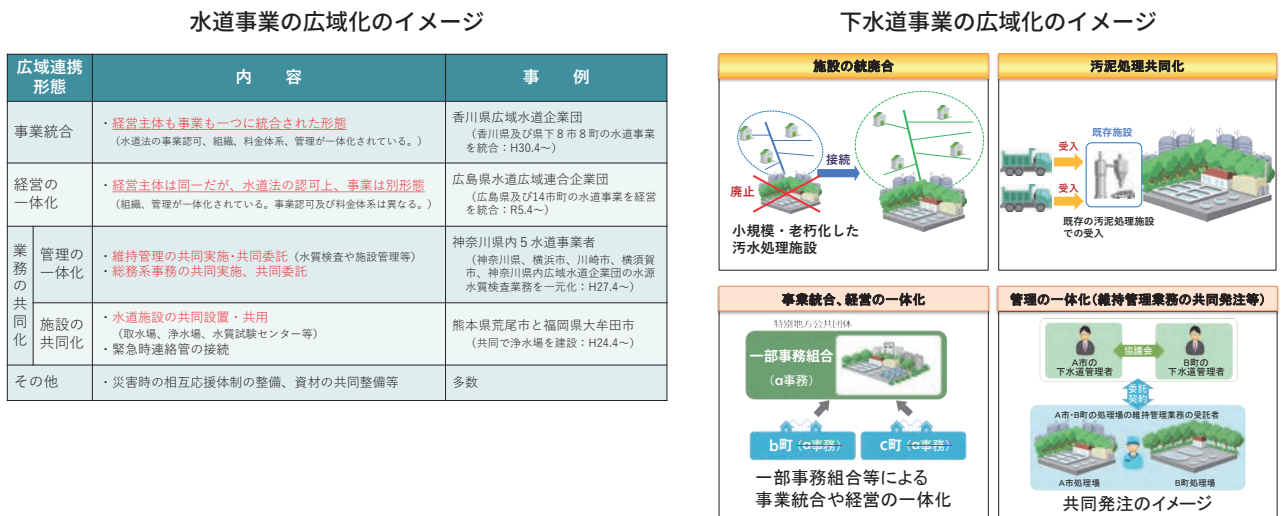 水道事業の広域化のイメージ
広域連携
形態
内 容
事 例
事業統合
・経営主体も事業も一つに統合された形態
（水道法の事業認可、組織、料金体系、管理が一体化されている。）
香川県広域水道企業団
（香川県及び県下８市８町の水道事業
を統合：H30.4～）
経営の
一体化
・経営主体は同一だが、水道法の認可上、事業は別形態
（組織、管理が一体化されている。事業認可及び料金体系は異なる。）
広島県水道広域連合企業団
（広島県及び14市町の水道事業を経営
を統合：R5.4～）
業務の共同化
管理の
一体化
・維持管理の共同実施・共同委託（水質検査や施設管理等）
・総務系事務の共同実施、共同委託
神奈川県内５水道事業者
（神奈川県、横浜市、川崎市、横須賀
市、神奈川県内広域水道企業団の水源
水質検査業務を一元化：H27.4～）
施設の
共同化
・水道施設の共同設置・共用
（取水場、浄水場、水質試験センター等）
・緊急時連絡管の接続
熊本県荒尾市と福岡県大牟田市
（共同で浄水場を建設：H24.4～）
その他
・災害時の相互応援体制の整備、資材の共同整備等
多数
下水道事業の広域化のイメージ
施設の統廃合
接続
廃止
小規模・老朽化した
汚水処理施設
汚泥処理共同化
既存施設
受入
受入
既存の汚泥処理施設
での受入
事業統合、経営の一体化
特別地方公共団体
一部事務組合
（a事務）
b町（a事務）
c町（a事務）
一部事務組合等による
事業統合や経営の一体化
管理の一体化（維持管理業務の共同発注等）
協議会
A市の
下水道管理者
B町の
下水道管理者
委託
契約
A市・B町の処理場の維持管理業務の受託者
A市処理場
B町処理場
共同発注のイメージ